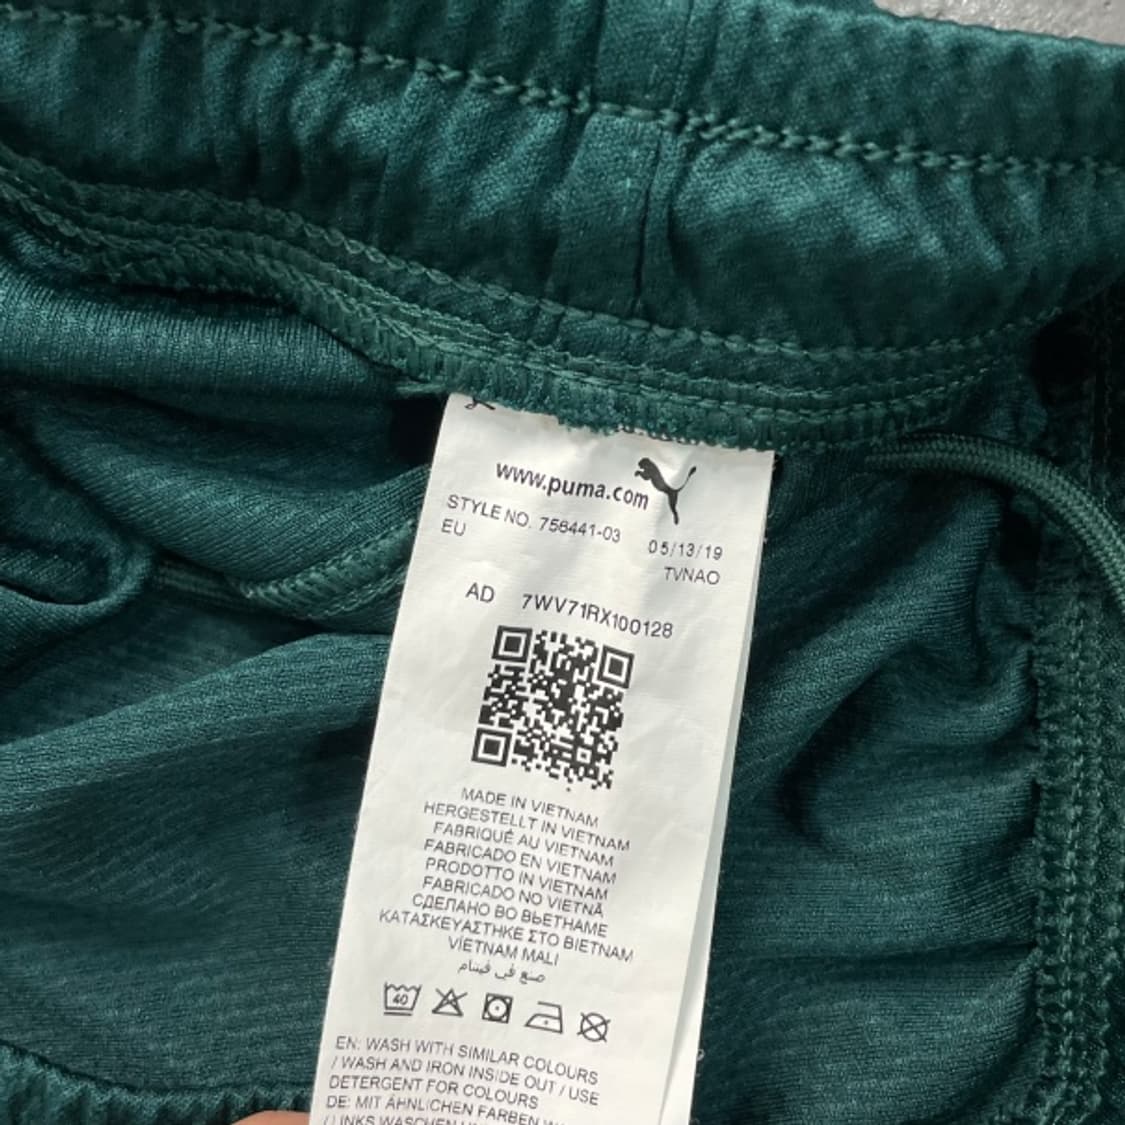 www.puma.com
STYLE NO. 756441-03 05/13/19
EU TVNAO
AD 7WV71RX100128
MADE IN VIETNAM
HERGESTELLT IN VIETNAM
FABRIQUÉ AU VIETNAM
FABRICADO EN VIETNAM
PRODOTTO IN VIETNAM
FABRICADO NO VIETNÃ
СДЕЛАНО ВО ВЬЕТНАМЕ
ΚΑΤΑΣΚΕΥΑΣΤΗΚΕ ΣΤΟ ΒΙΕΤΝΑΜ
VİETNAM MALI
صنع في فيتنام
40
EN: WASH WITH SIMILAR COLOURS
/ WASH AND IRON INSIDE OUT / USE
DETERGENT FOR COLOURS
DE: MIT ÄHNLICHEN FARBEN
/ LINKS WASCHEN